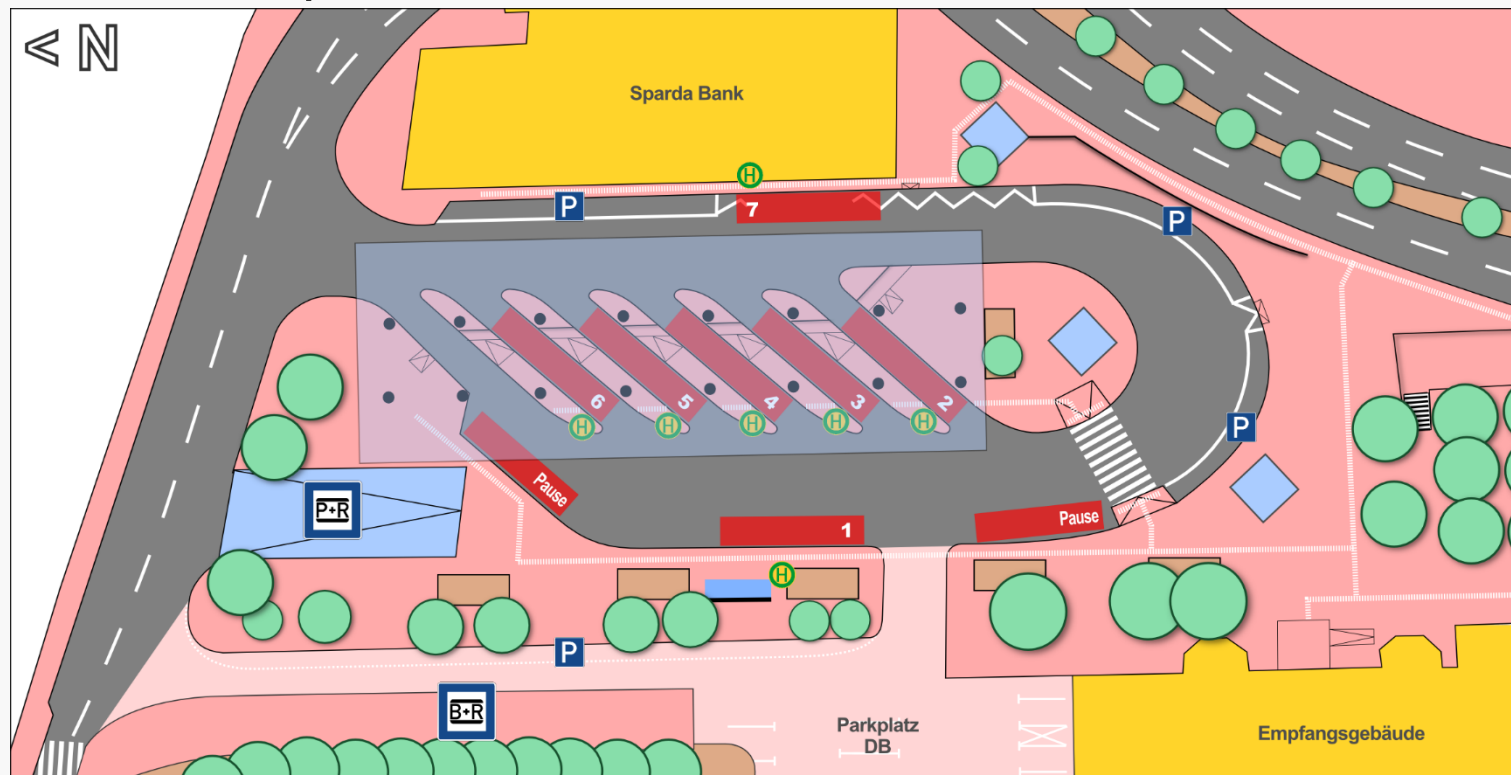 < N
Sparda Bank
H
P
7
P
6
5
4
3
2
H
H
H
H
H
P
Pause
P+R
1
Pause
H
P
B+R
Parkplatz
DB
Empfangsgebäude